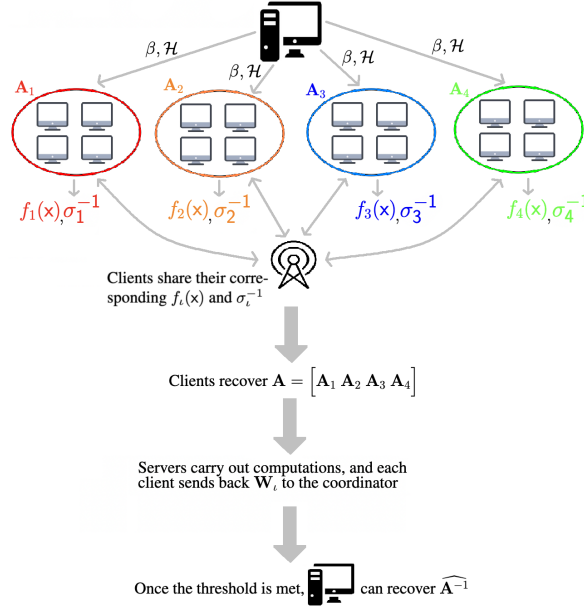 β, ℋ
β, ℋ
β, ℋ
β, ℋ
A₁
A₂
A₃
A₄
f₁(x),σ₁⁻¹
f₂(x),σ₂⁻¹
f₃(x),σ₃⁻¹
f₄(x),σ₄⁻¹
Clients share their corre-
sponding f_ι(x) and σ_ι⁻¹
Clients recover A = [A₁ A₂ A₃ A₄]
Servers carry out computations, and each
client sends back W_ι to the coordinator
Once the threshold is met, can recover \widehat{A⁻¹}